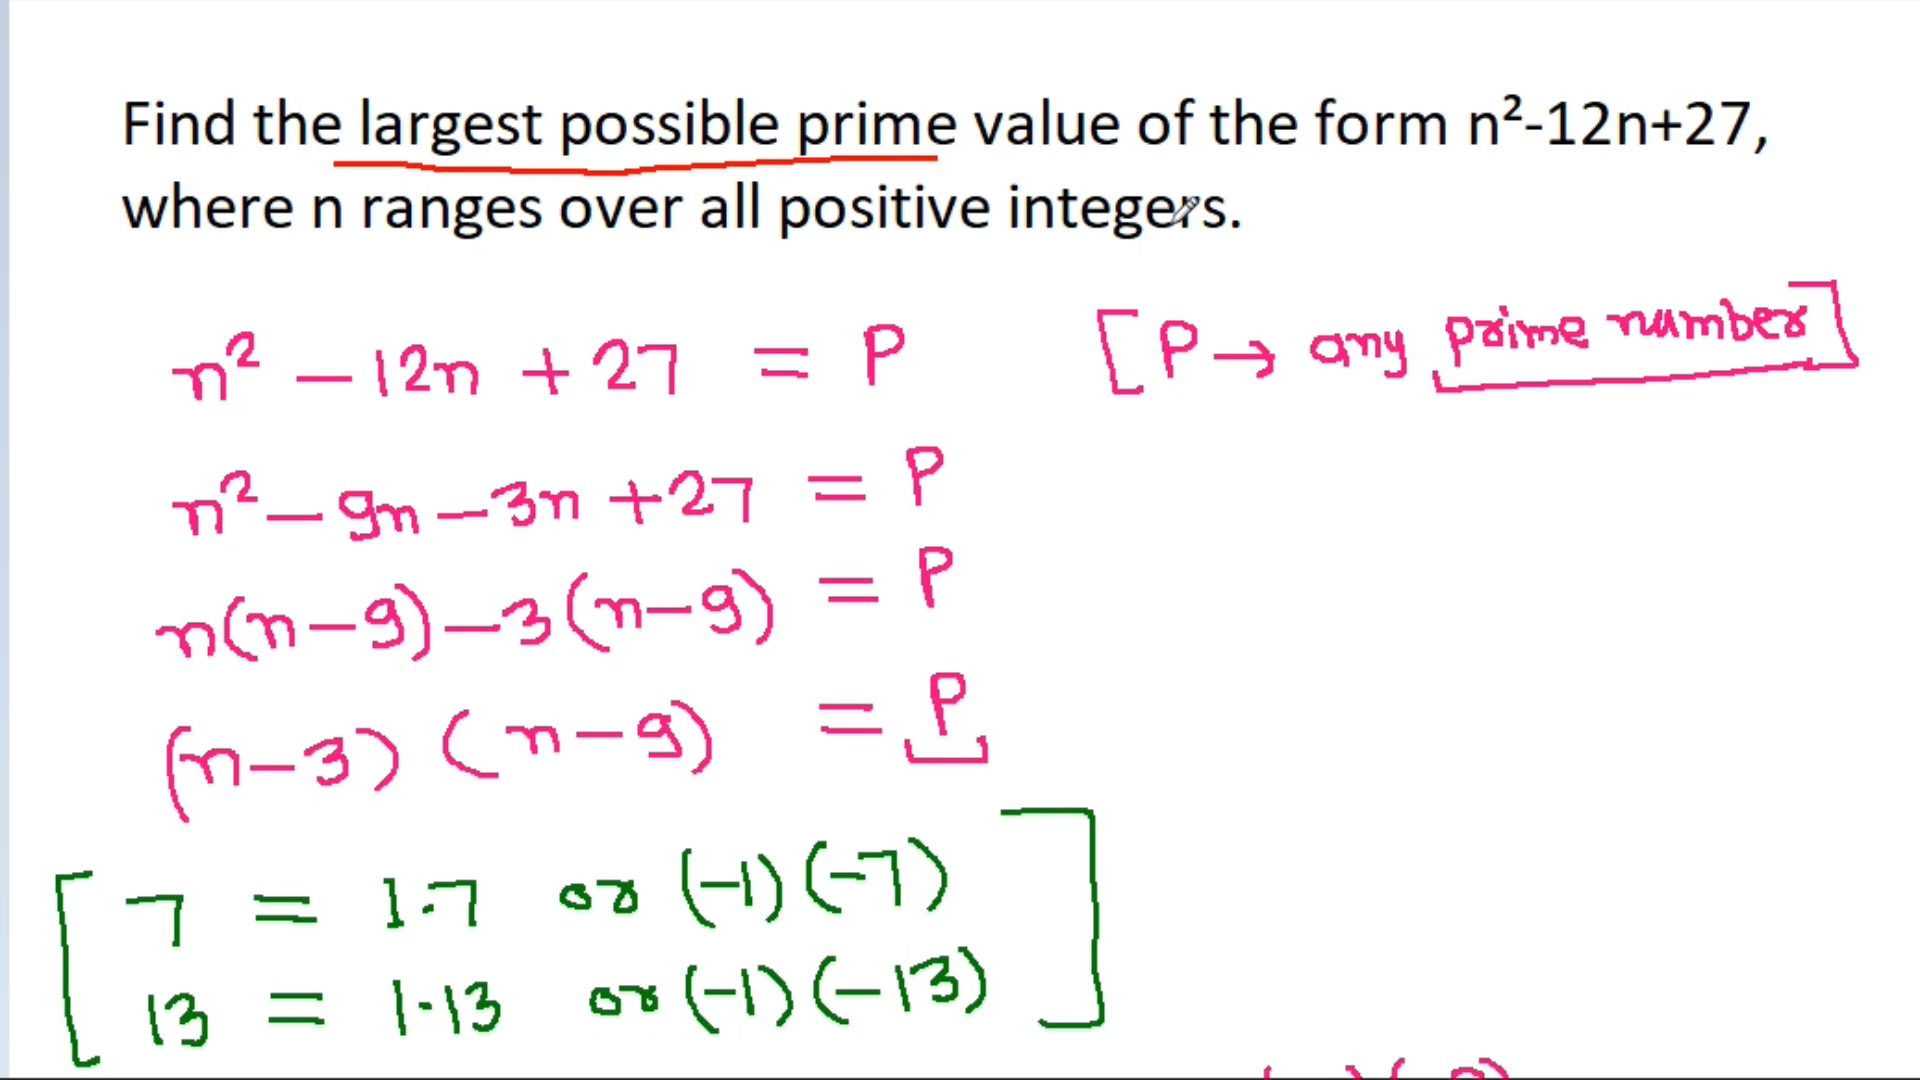 Find the largest possible prime value of the form n²-12n+27,
where n ranges over all positive integers.
n² - 12n + 27 = P [P → any prime number]
n² - 9n - 3n + 27 = P
n(n-9) - 3(n-9) = P
(n-3) (n-9) = P
7 = 1.7 or (-1) (-7)
13 = 1.13 or (-1) (-13)